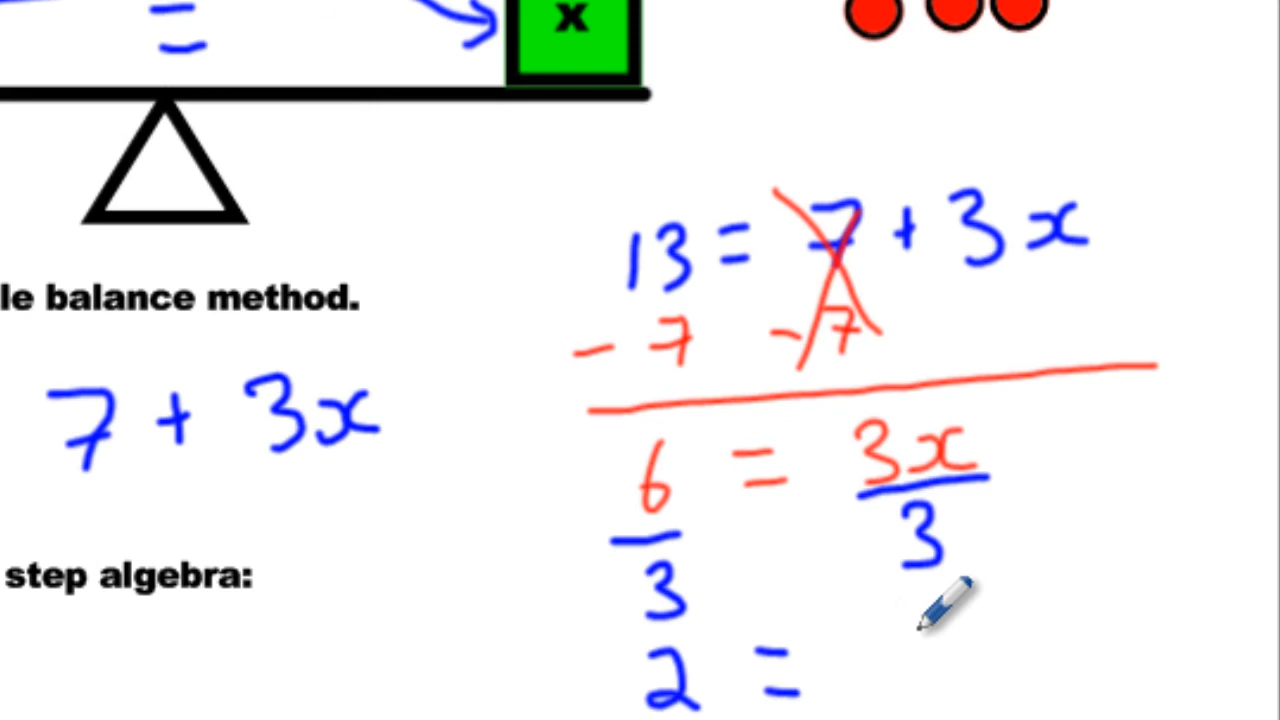 =
x
13 = 7 + 3x
- 7 - 7
le balance method.
7 + 3x
6 = 3x
3 3
step algebra:
2 =